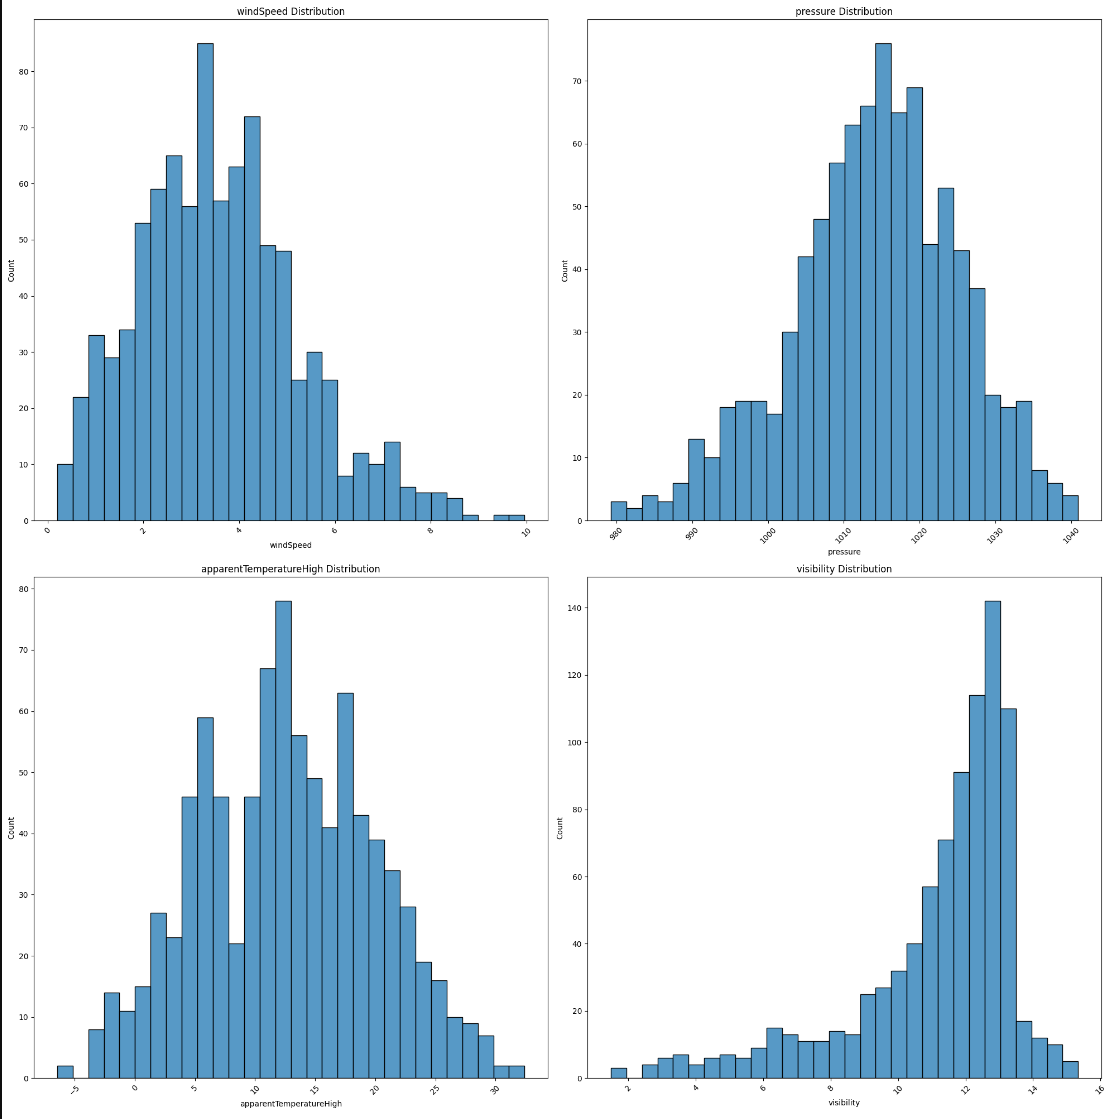 windSpeed Distribution
80
70
60
50
40
30
20
10
0
Count
0 2 4 6 8 10
windSpeed
pressure Distribution
70
60
50
40
30
20
10
0
Count
980 990 1000 1010 1020 1030 1040
pressure
apparentTemperatureHigh Distribution
80
70
60
50
40
30
20
10
0
Count
−5 0 5 10 15 20 25 30
apparentTemperatureHigh
visibility Distribution
140
120
100
80
60
40
20
0
Count
2 4 6 8 10 12 14 16
visibility